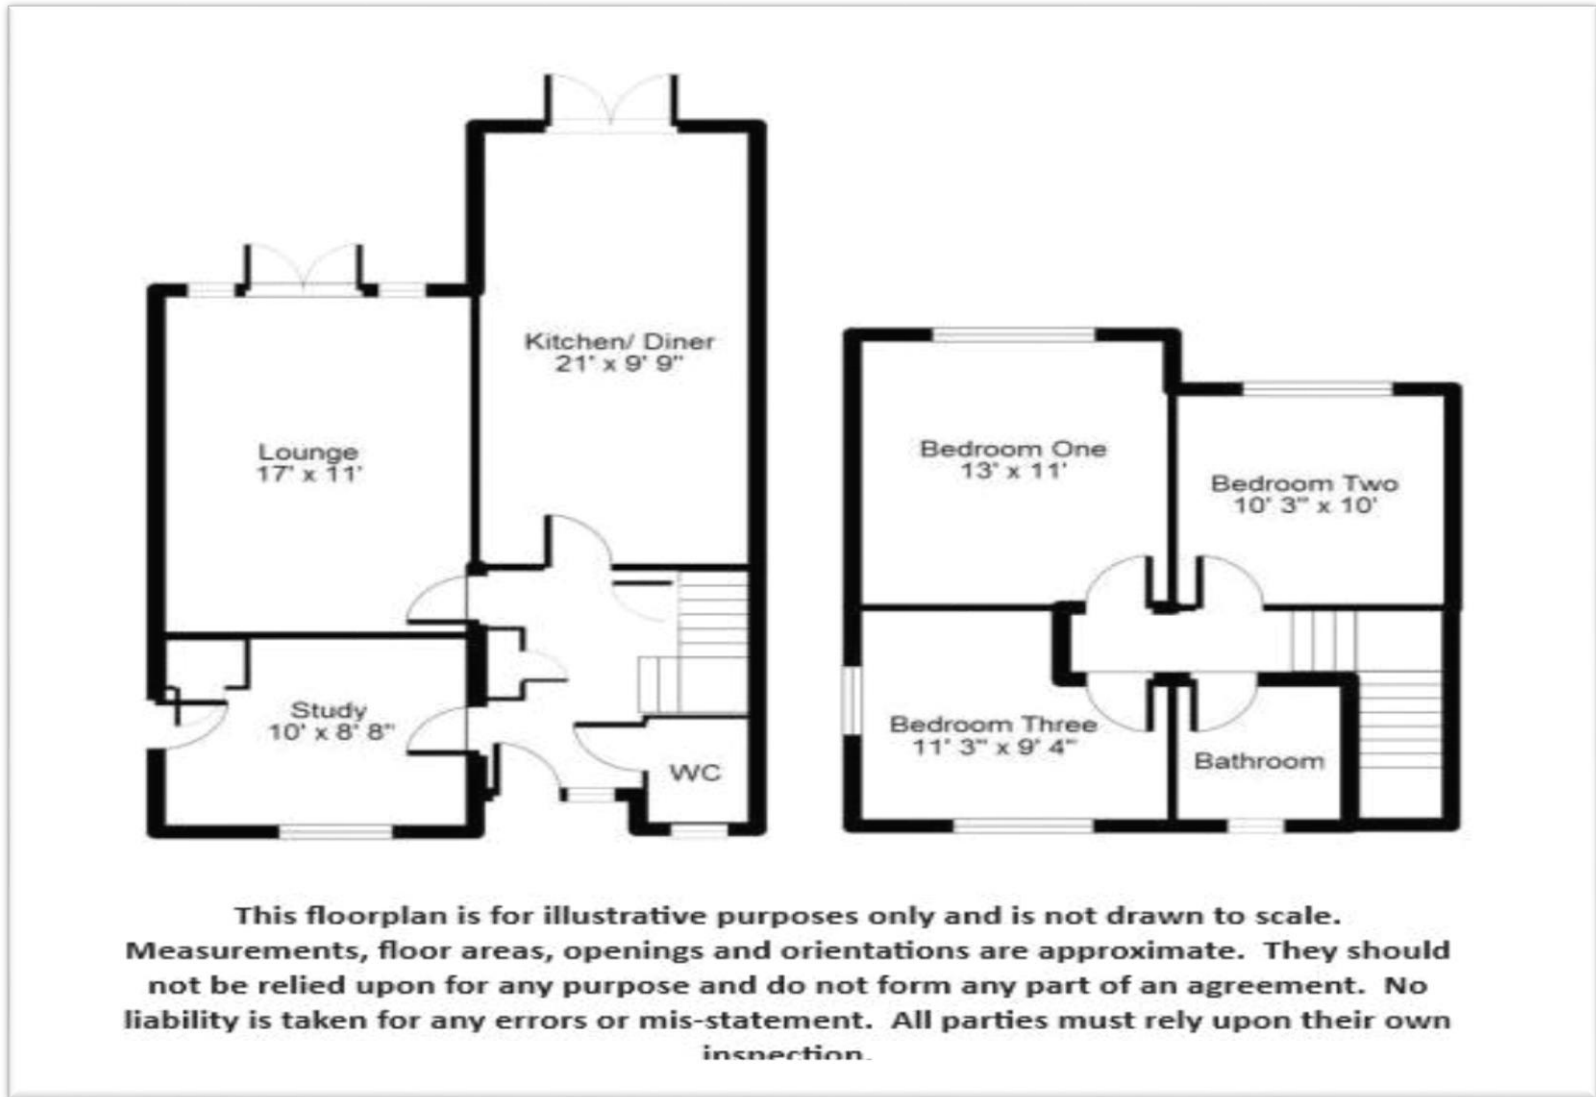 Kitchen/ Diner
21' x 9' 9"
Lounge
17' x 11'
Study
10' x 8' 8"
WC
Bedroom One
13' x 11'
Bedroom Two
10' 3" x 10'
Bedroom Three
11' 3" x 9' 4"
Bathroom
This floorplan is for illustrative purposes only and is not drawn to scale.
Measurements, floor areas, openings and orientations are approximate. They should
not be relied upon for any purpose and do not form any part of an agreement. No
liability is taken for any errors or mis-statement. All parties must rely upon their own
inspection.